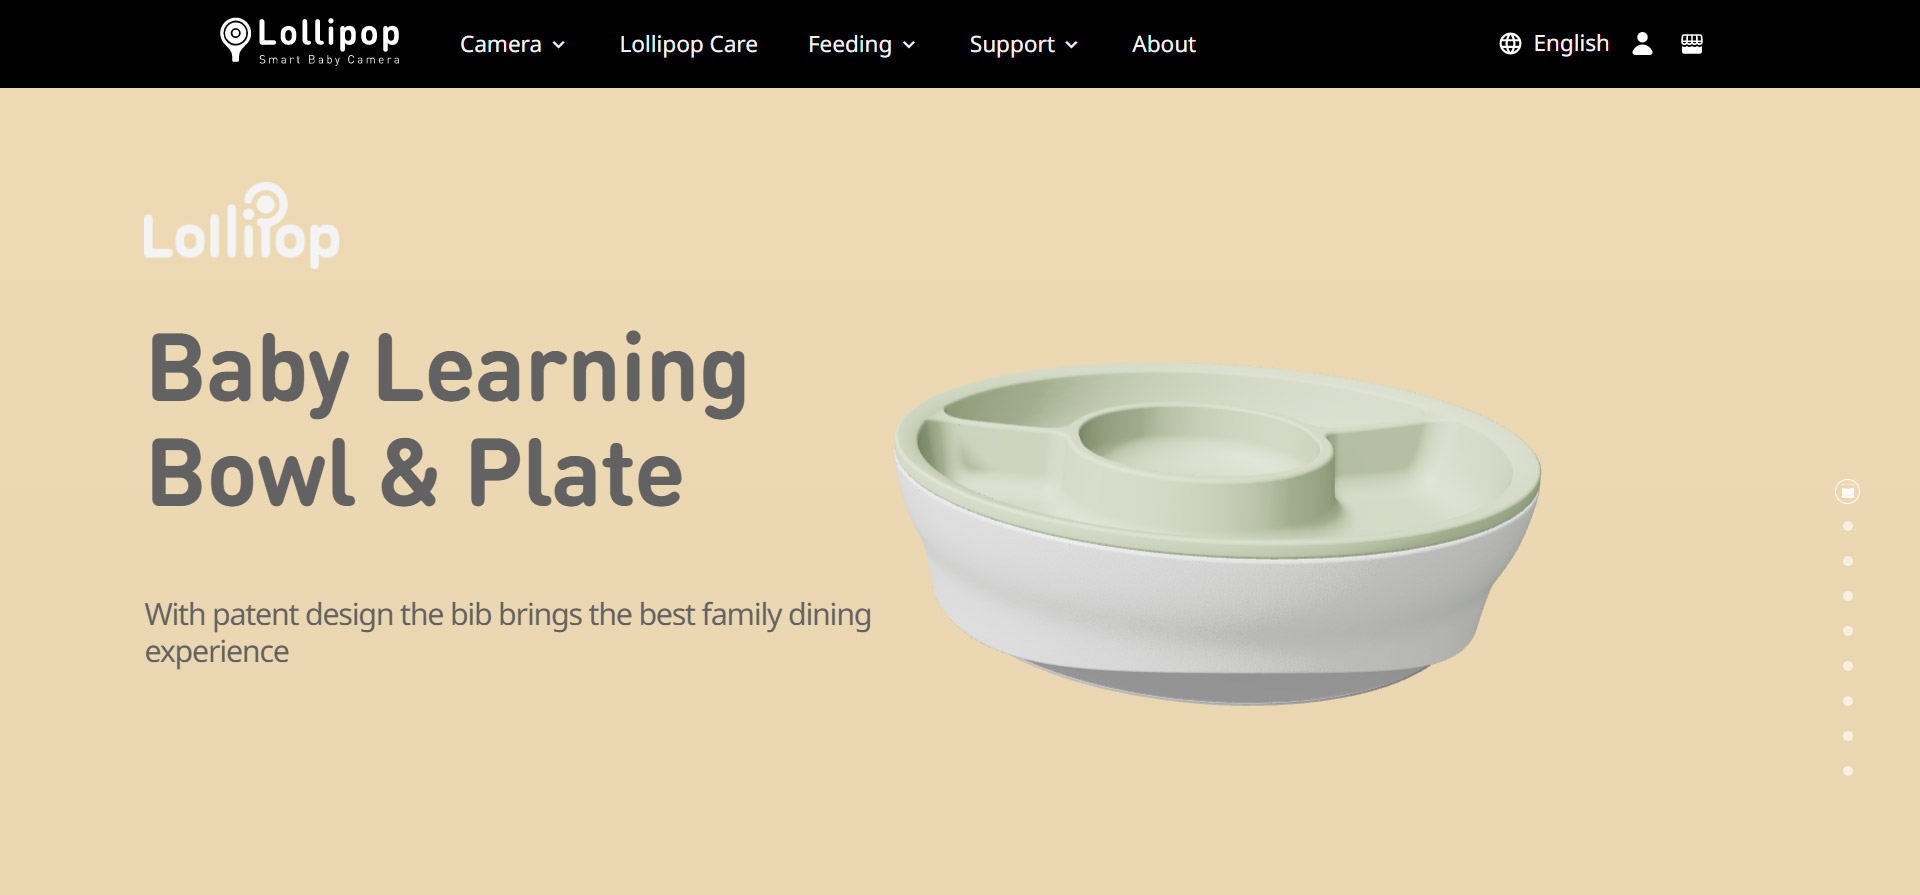 Lollipop
Smart Baby Camera
Camera
Lollipop Care
Feeding
Support
About
English
Lollipop
Baby Learning
Bowl & Plate
With patent design the bib brings the best family dining
experience